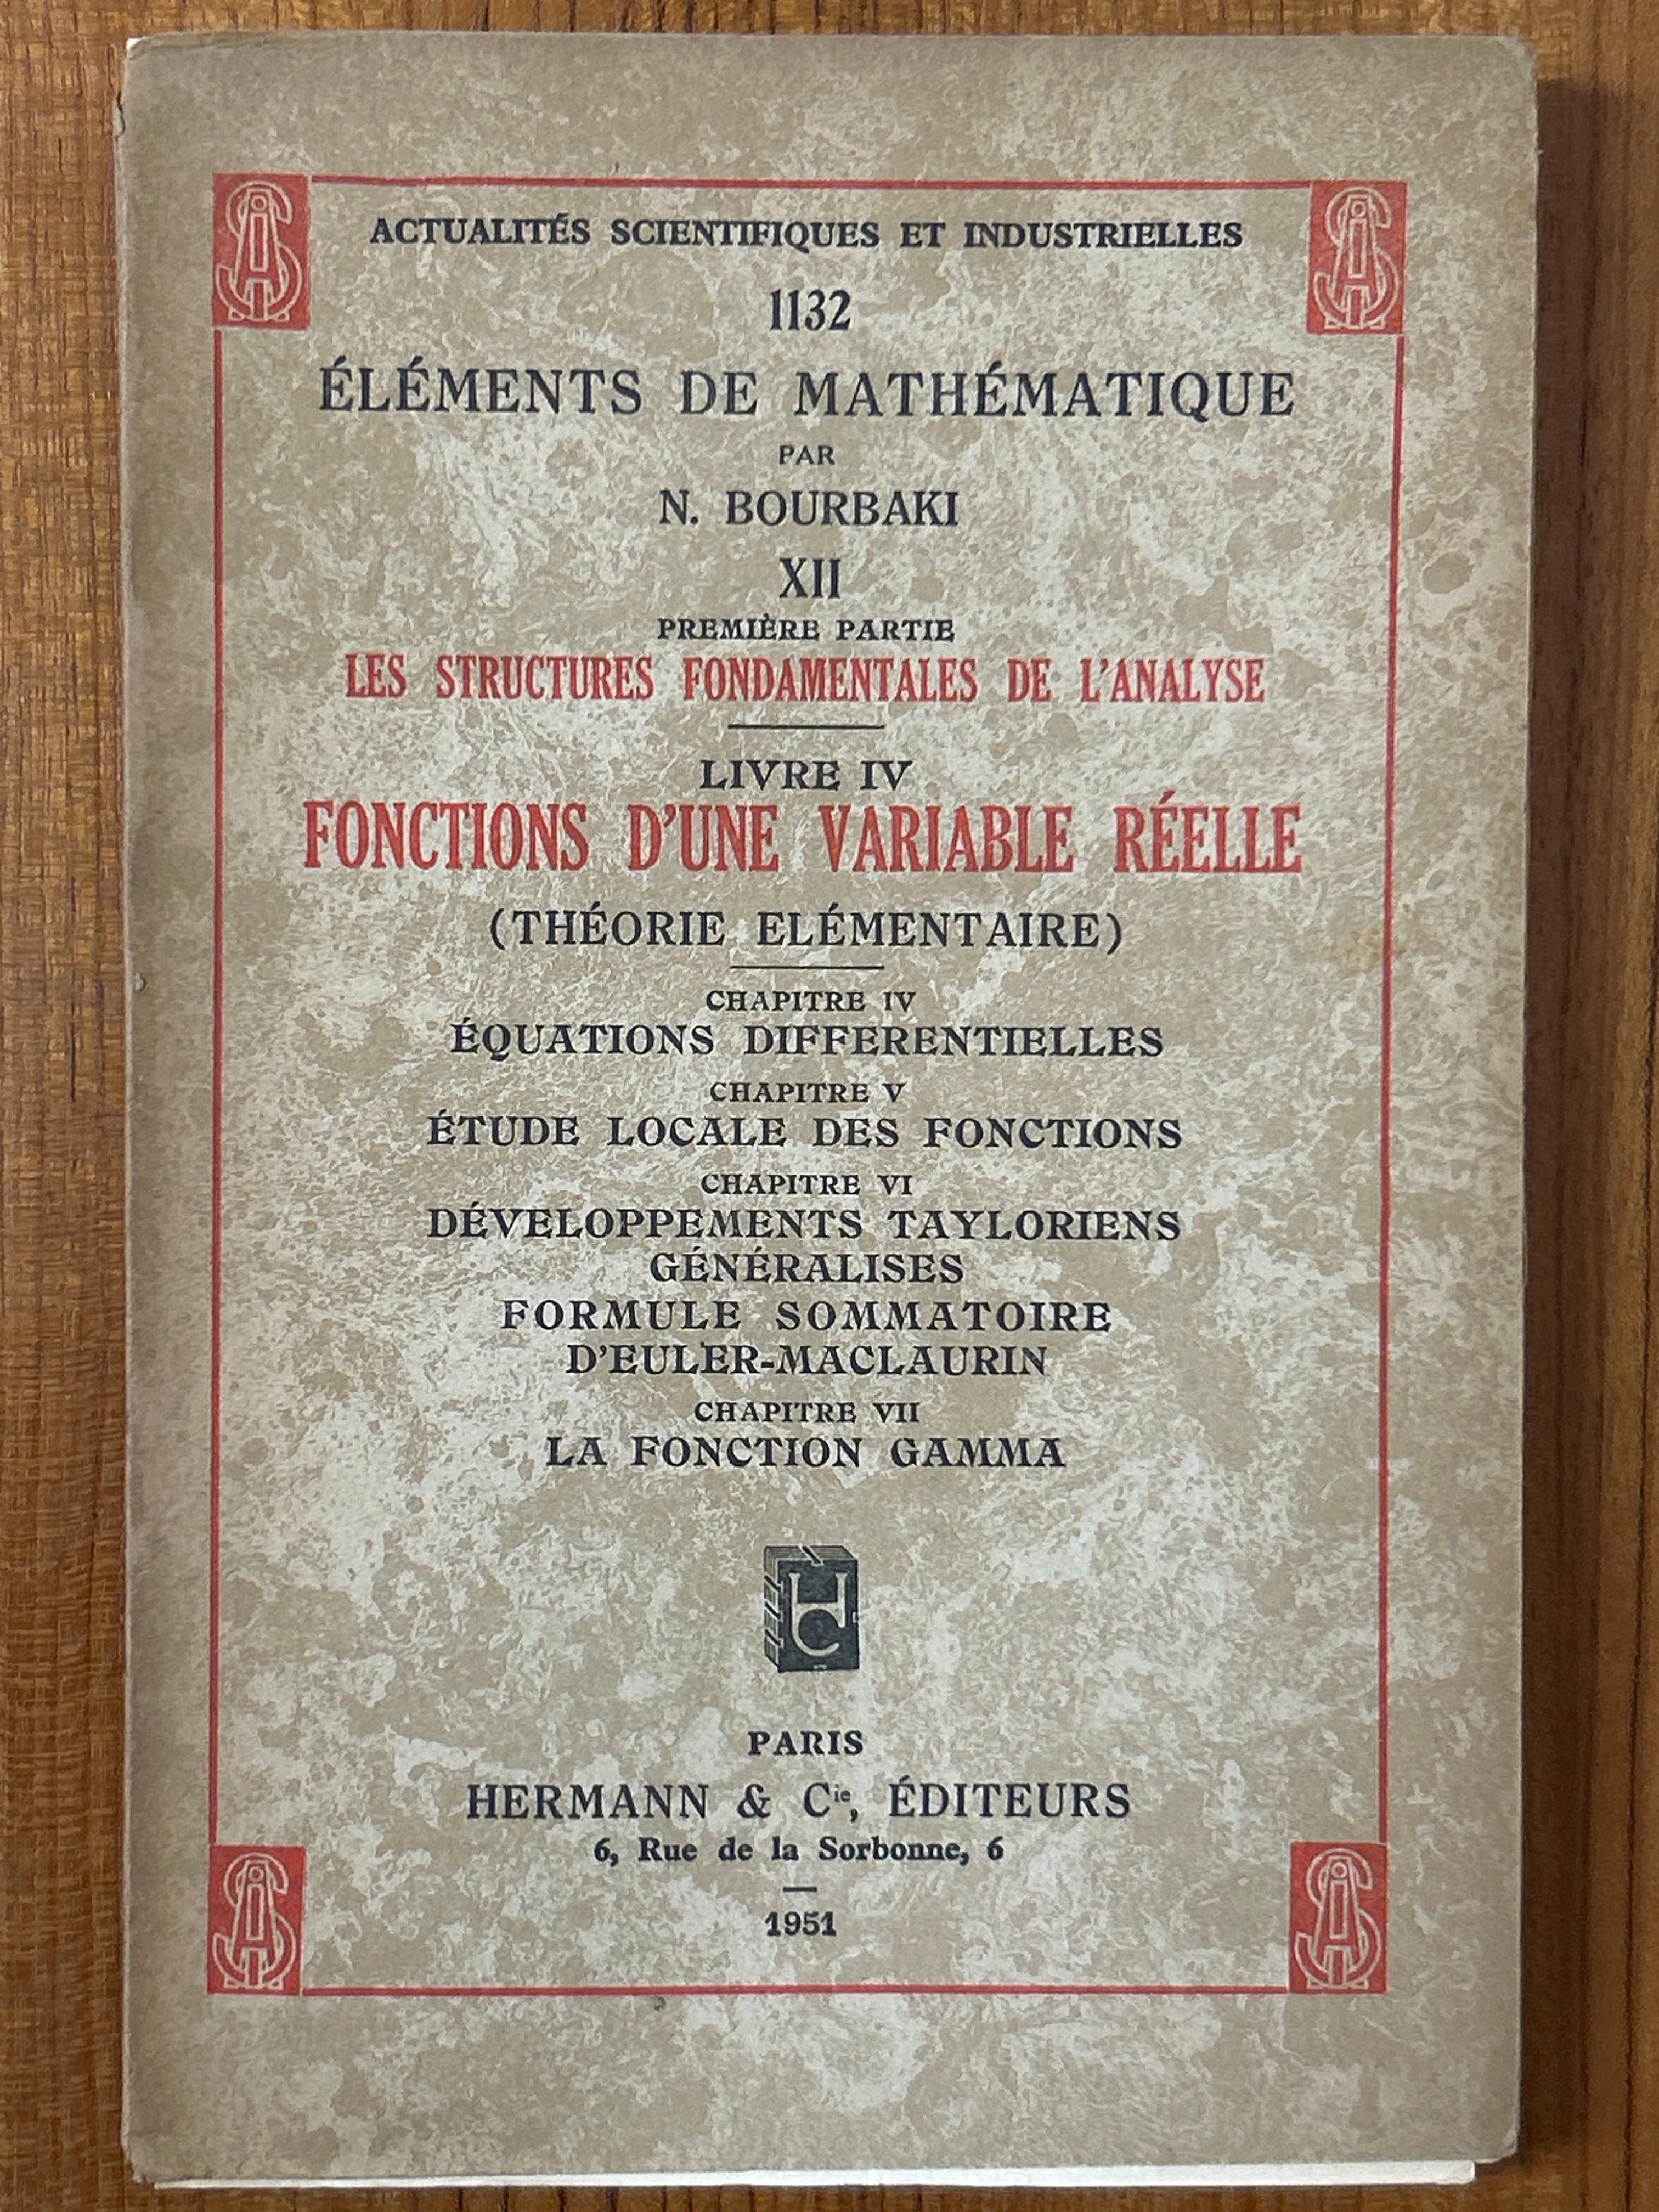 ACTUALITÉS SCIENTIFIQUES ET INDUSTRIELLES
1132
ÉLÉMENTS DE MATHÉMATIQUE
PAR
N. BOURBAKI
XII
PREMIÈRE PARTIE
LES STRUCTURES FONDAMENTALES DE L'ANALYSE
LIVRE IV
FONCTIONS D'UNE VARIABLE RÉELLE
(THÉORIE ELÉMENTAIRE)
CHAPITRE IV
ÉQUATIONS DIFFERENTIELLES
CHAPITRE V
ÉTUDE LOCALE DES FONCTIONS
CHAPITRE VI
DÉVELOPPEMENTS TAYLORIENS
GÉNÉRALISES
FORMULE SOMMATOIRE
D'EULER-MACLAURIN
CHAPITRE VII
LA FONCTION GAMMA
HC
PARIS
HERMANN & Cie, ÉDITEURS
6, Rue de la Sorbonne, 6
1951